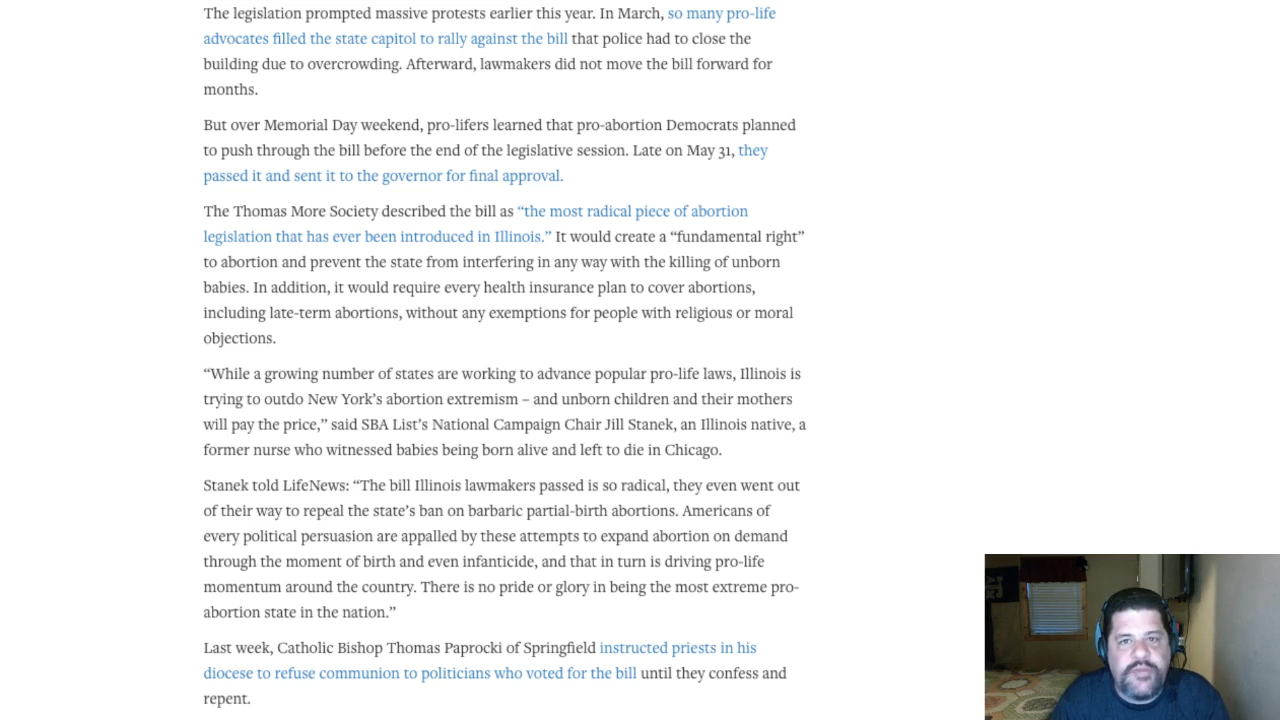 The legislation prompted massive protests earlier this year. In March, so many pro-life
advocates filled the state capitol to rally against the bill that police had to close the
building due to overcrowding. Afterward, lawmakers did not move the bill forward for
months.
But over Memorial Day weekend, pro-lifers learned that pro-abortion Democrats planned
to push through the bill before the end of the legislative session. Late on May 31, they
passed it and sent it to the governor for final approval.
The Thomas More Society described the bill as “the most radical piece of abortion
legislation that has ever been introduced in Illinois.” It would create a “fundamental right”
to abortion and prevent the state from interfering in any way with the killing of unborn
babies. In addition, it would require every health insurance plan to cover abortions,
including late-term abortions, without any exemptions for people with religious or moral
objections.
“While a growing number of states are working to advance popular pro-life laws, Illinois is
trying to outdo New York’s abortion extremism – and unborn children and their mothers
will pay the price,” said SBA List’s National Campaign Chair Jill Stanek, an Illinois native, a
former nurse who witnessed babies being born alive and left to die in Chicago.
Stanek told LifeNews: “The bill Illinois lawmakers passed is so radical, they even went out
of their way to repeal the state’s ban on barbaric partial-birth abortions. Americans of
every political persuasion are appalled by these attempts to expand abortion on demand
through the moment of birth and even infanticide, and that in turn is driving pro-life
momentum around the country. There is no pride or glory in being the most extreme pro-
abortion state in the nation.”
Last week, Catholic Bishop Thomas Paprocki of Springfield instructed priests in his
diocese to refuse communion to politicians who voted for the bill until they confess and
repent.